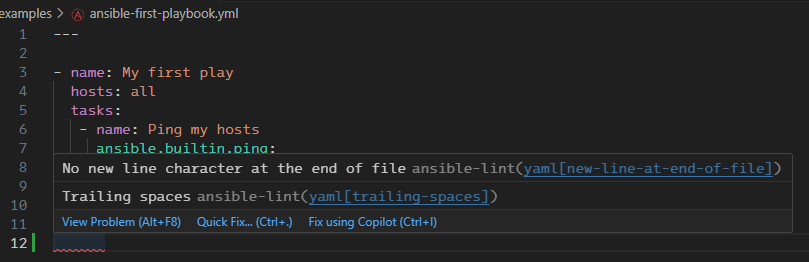 examples > ansible-first-playbook.yml
1 ---
2
3 - name: My first play
4 hosts: all
5 tasks:
6 - name: Ping my hosts
7 ansible.builtin.ping:
8 No new line character at the end of file ansible-lint(yaml[new-line-at-end-of-file])
9
Trailing spaces ansible-lint(yaml[trailing-spaces])
10
11 View Problem (Alt+F8) Quick Fix... (Ctrl+.) Fix using Copilot (Ctrl+I)
12